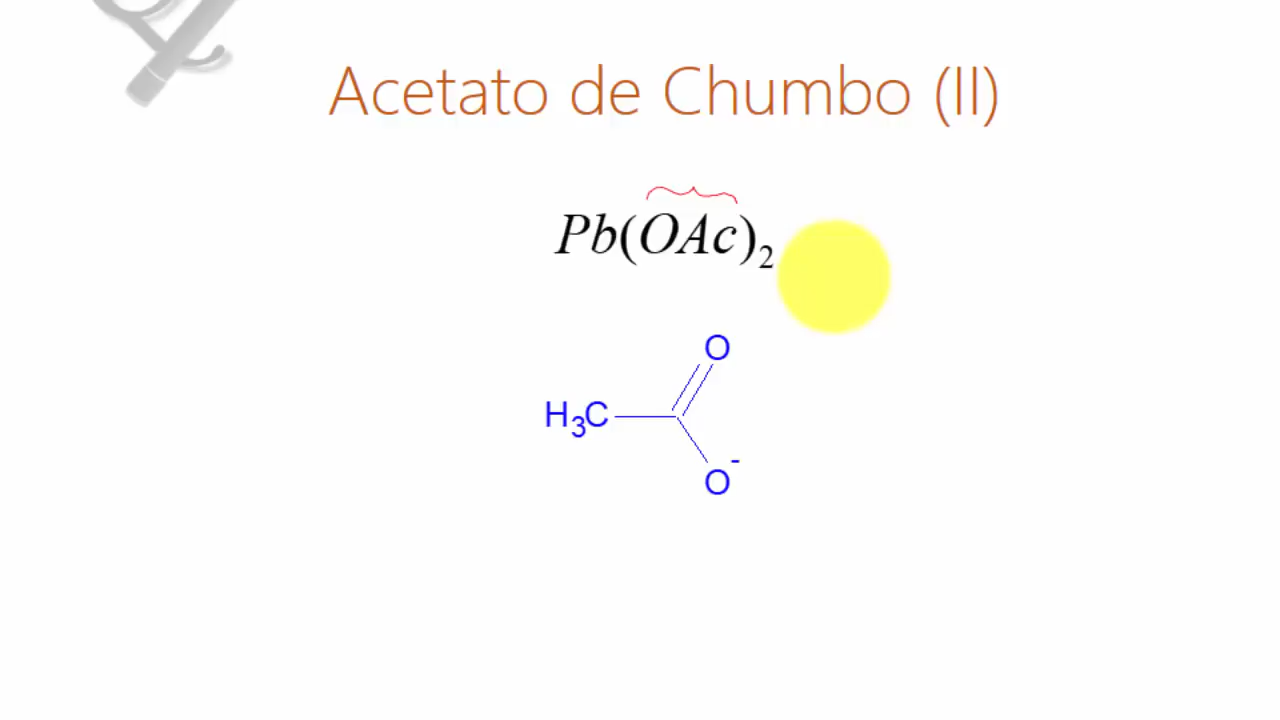 Acetato de Chumbo (II)
Pb(OAc)₂
O
H₃C
O⁻